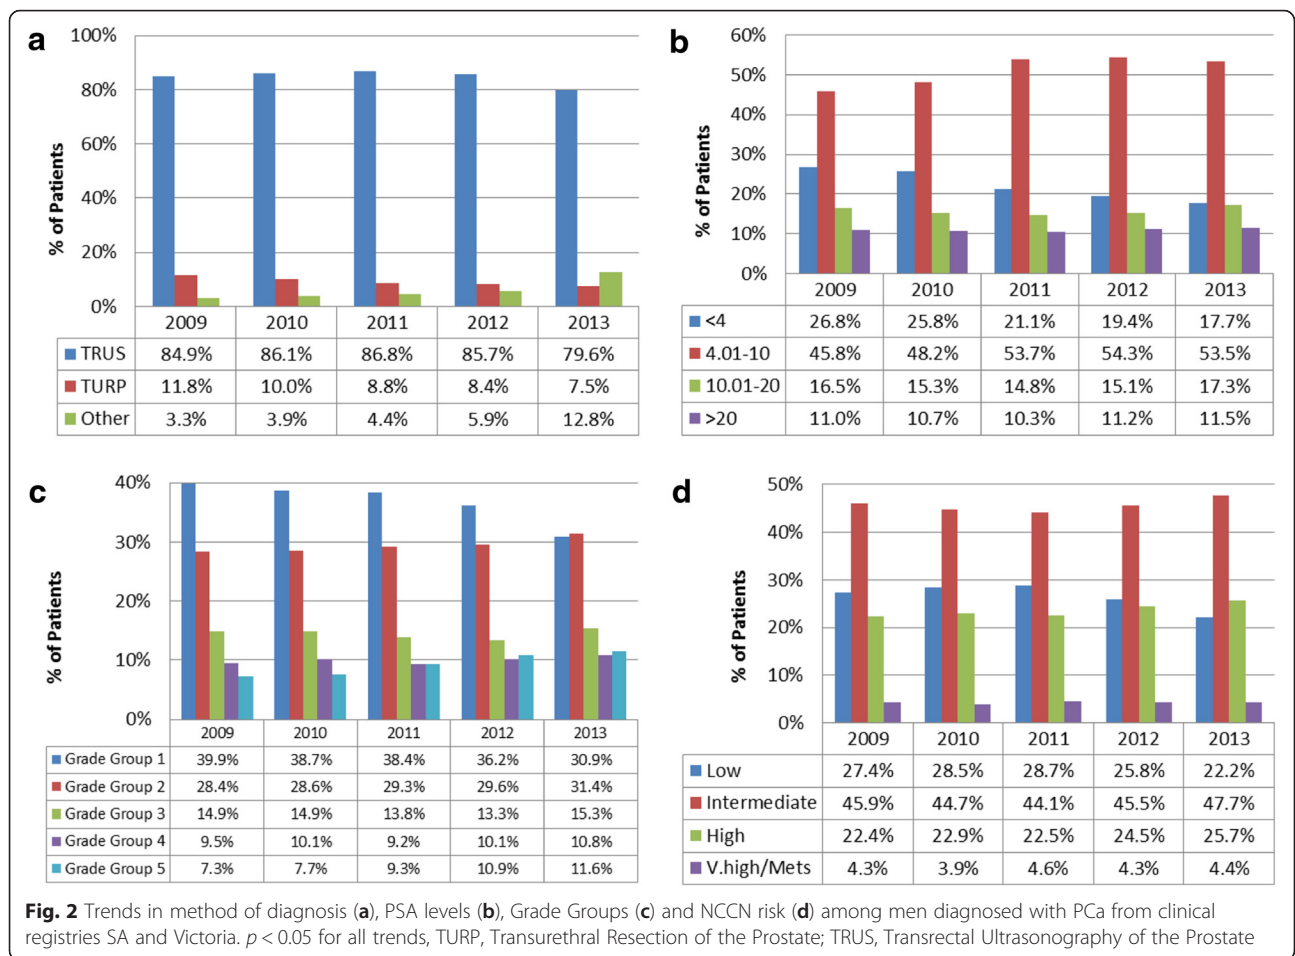 a
100%
80%
60%
40%
20%
0%
% of Patients
2009 2010 2011 2012 2013
TRUS 84.9% 86.1% 86.8% 85.7% 79.6%
TURP 11.8% 10.0% 8.8% 8.4% 7.5%
Other 3.3% 3.9% 4.4% 5.9% 12.8%
b
60%
50%
40%
30%
20%
10%
0%
% of Patients
2009 2010 2011 2012 2013
<4 26.8% 25.8% 21.1% 19.4% 17.7%
4.01-10 45.8% 48.2% 53.7% 54.3% 53.5%
10.01-20 16.5% 15.3% 14.8% 15.1% 17.3%
>20 11.0% 10.7% 10.3% 11.2% 11.5%
c
40%
30%
20%
10%
0%
% of Patients
2009 2010 2011 2012 2013
Grade Group 1 39.9% 38.7% 38.4% 36.2% 30.9%
Grade Group 2 28.4% 28.6% 29.3% 29.6% 31.4%
Grade Group 3 14.9% 14.9% 13.8% 13.3% 15.3%
Grade Group 4 9.5% 10.1% 9.2% 10.1% 10.8%
Grade Group 5 7.3% 7.7% 9.3% 10.9% 11.6%
d
50%
40%
30%
20%
10%
0%
% of Patients
2009 2010 2011 2012 2013
Low 27.4% 28.5% 28.7% 25.8% 22.2%
Intermediate 45.9% 44.7% 44.1% 45.5% 47.7%
High 22.4% 22.9% 22.5% 24.5% 25.7%
V.high/Mets 4.3% 3.9% 4.6% 4.3% 4.4%
Fig. 2 Trends in method of diagnosis (a), PSA levels (b), Grade Groups (c) and NCCN risk (d) among men diagnosed with PCa from clinical
registries SA and Victoria. p < 0.05 for all trends, TURP, Transurethral Resection of the Prostate; TRUS, Transrectal Ultrasonography of the Prostate